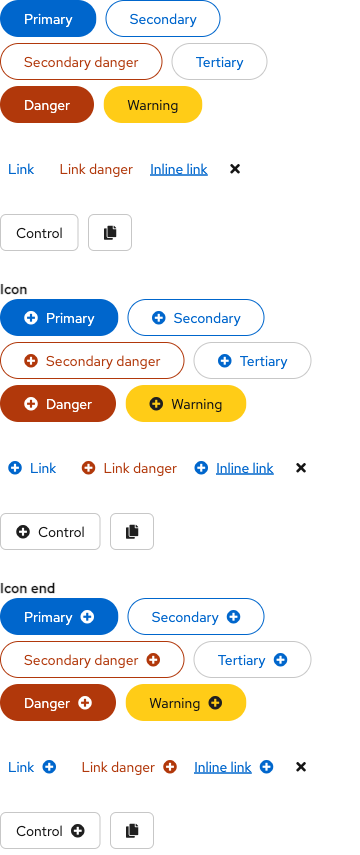 Primary Secondary
Secondary danger Tertiary
Danger Warning
Link Link danger Inline link
Control
Icon
Primary Secondary
Secondary danger Tertiary
Danger Warning
Link Link danger Inline link
Control
Icon end
Primary Secondary
Secondary danger Tertiary
Danger Warning
Link Link danger Inline link
Control